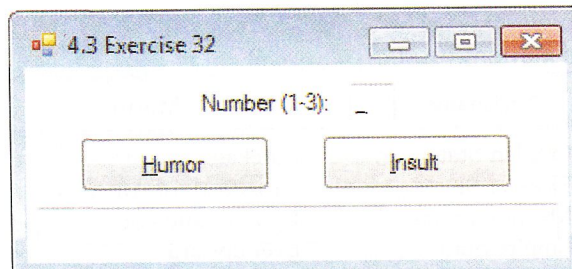 4.3 Exercise 32
Number (1-3): _
Humor Insult